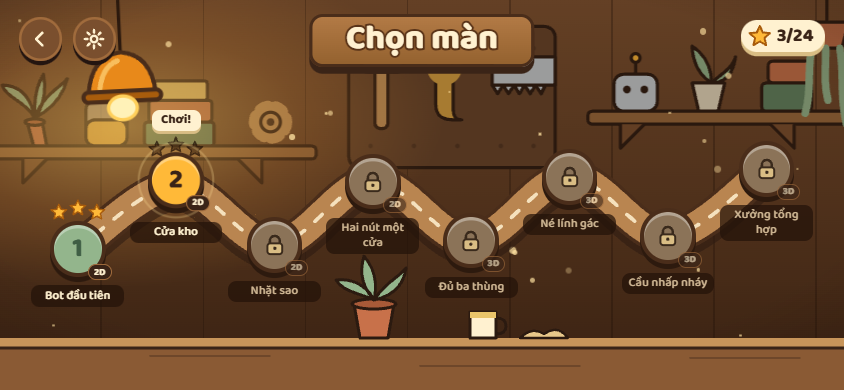 Chọn màn
3/24
Chơi!
2
2D
Cửa kho
1
2D
Bot đầu tiên
2D
Nhặt sao
2D
Hai nút một
cửa
3D
Đủ ba thùng
3D
Né lính gác
3D
Cầu nhấp nháy
3D
Xưởng tổng
hợp